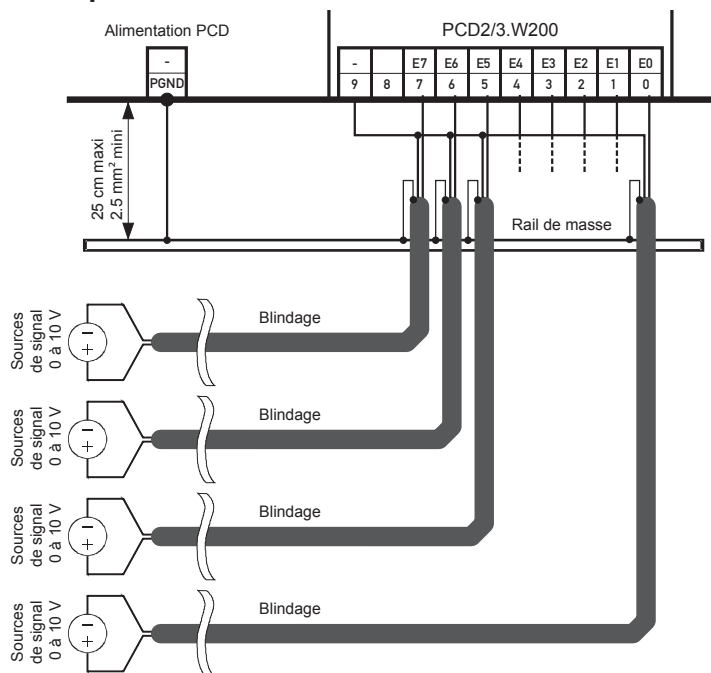 Alimentation PCD
PCD2/3.W200
-
PGND
- E7 E6 E5 E4 E3 E2 E1 E0
9 8 7 6 5 4 3 2 1 0
25 cm maxi
2.5 mm² mini
Rail de masse
Sources
de signal
0 à 10 V
Blindage
Sources
de signal
0 à 10 V
Blindage
Sources
de signal
0 à 10 V
Blindage
Sources
de signal
0 à 10 V
Blindage